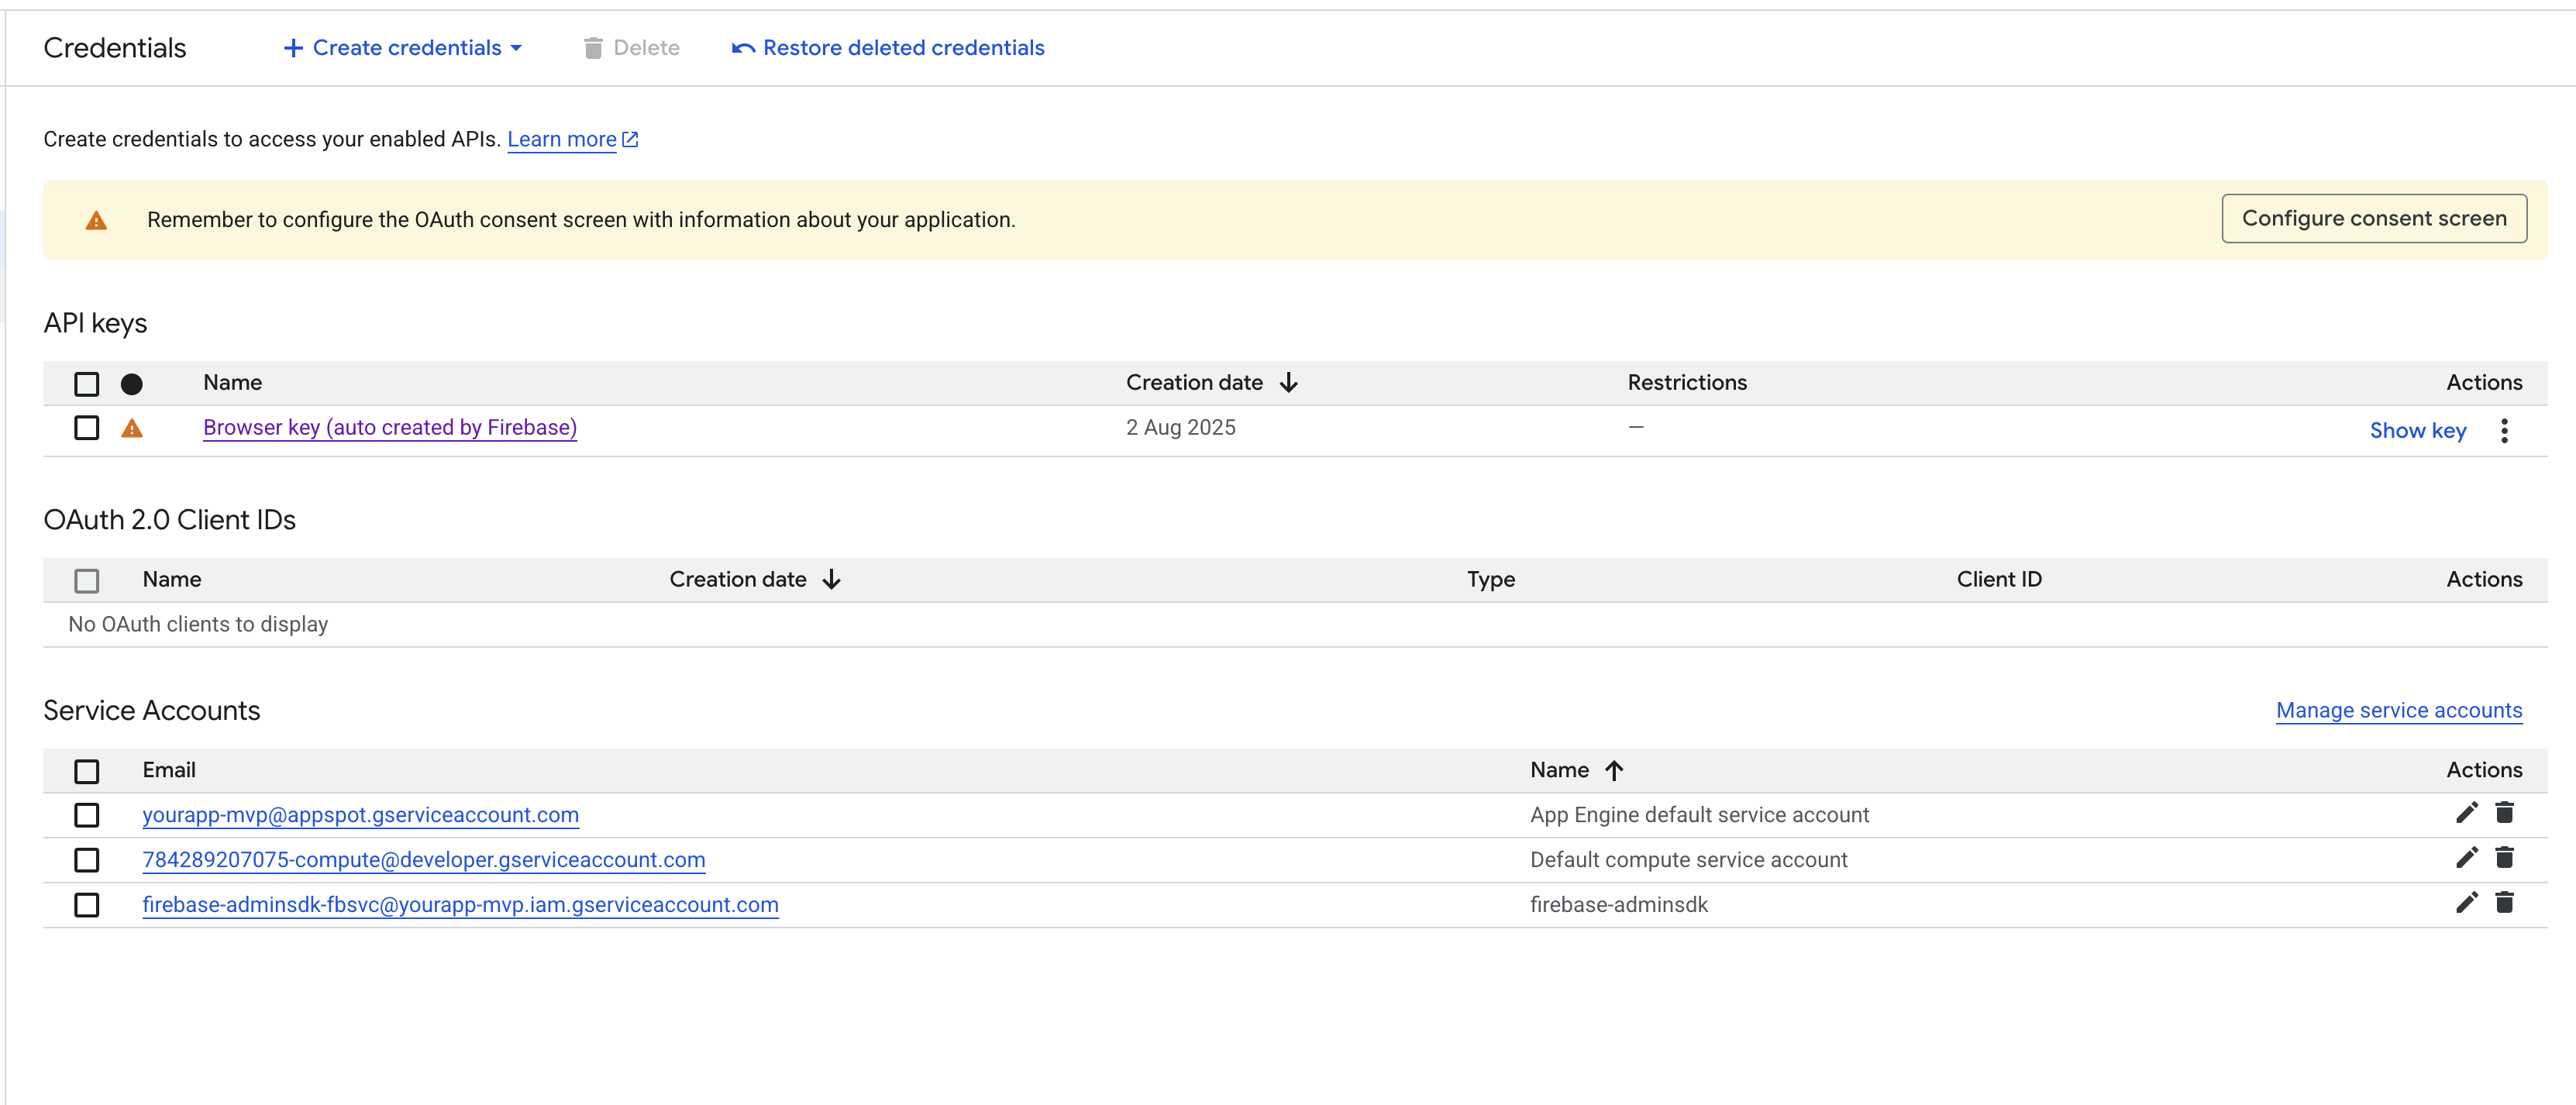 Credentials
Create credentials
Delete
Restore deleted credentials
Create credentials to access your enabled APIs. Learn more
Remember to configure the OAuth consent screen with information about your application.
Configure consent screen
API keys
Name Creation date Restrictions Actions
Browser key (auto created by Firebase) 2 Aug 2025 — Show key
OAuth 2.0 Client IDs
Name Creation date Type Client ID Actions
No OAuth clients to display
Service Accounts
Manage service accounts
Email Name Actions
yourapp-mvp@appspot.gserviceaccount.com App Engine default service account
784289207075-compute@developer.gserviceaccount.com Default compute service account
firebase-adminsdk-fbsvc@yourapp-mvp.iam.gserviceaccount.com firebase-adminsdk